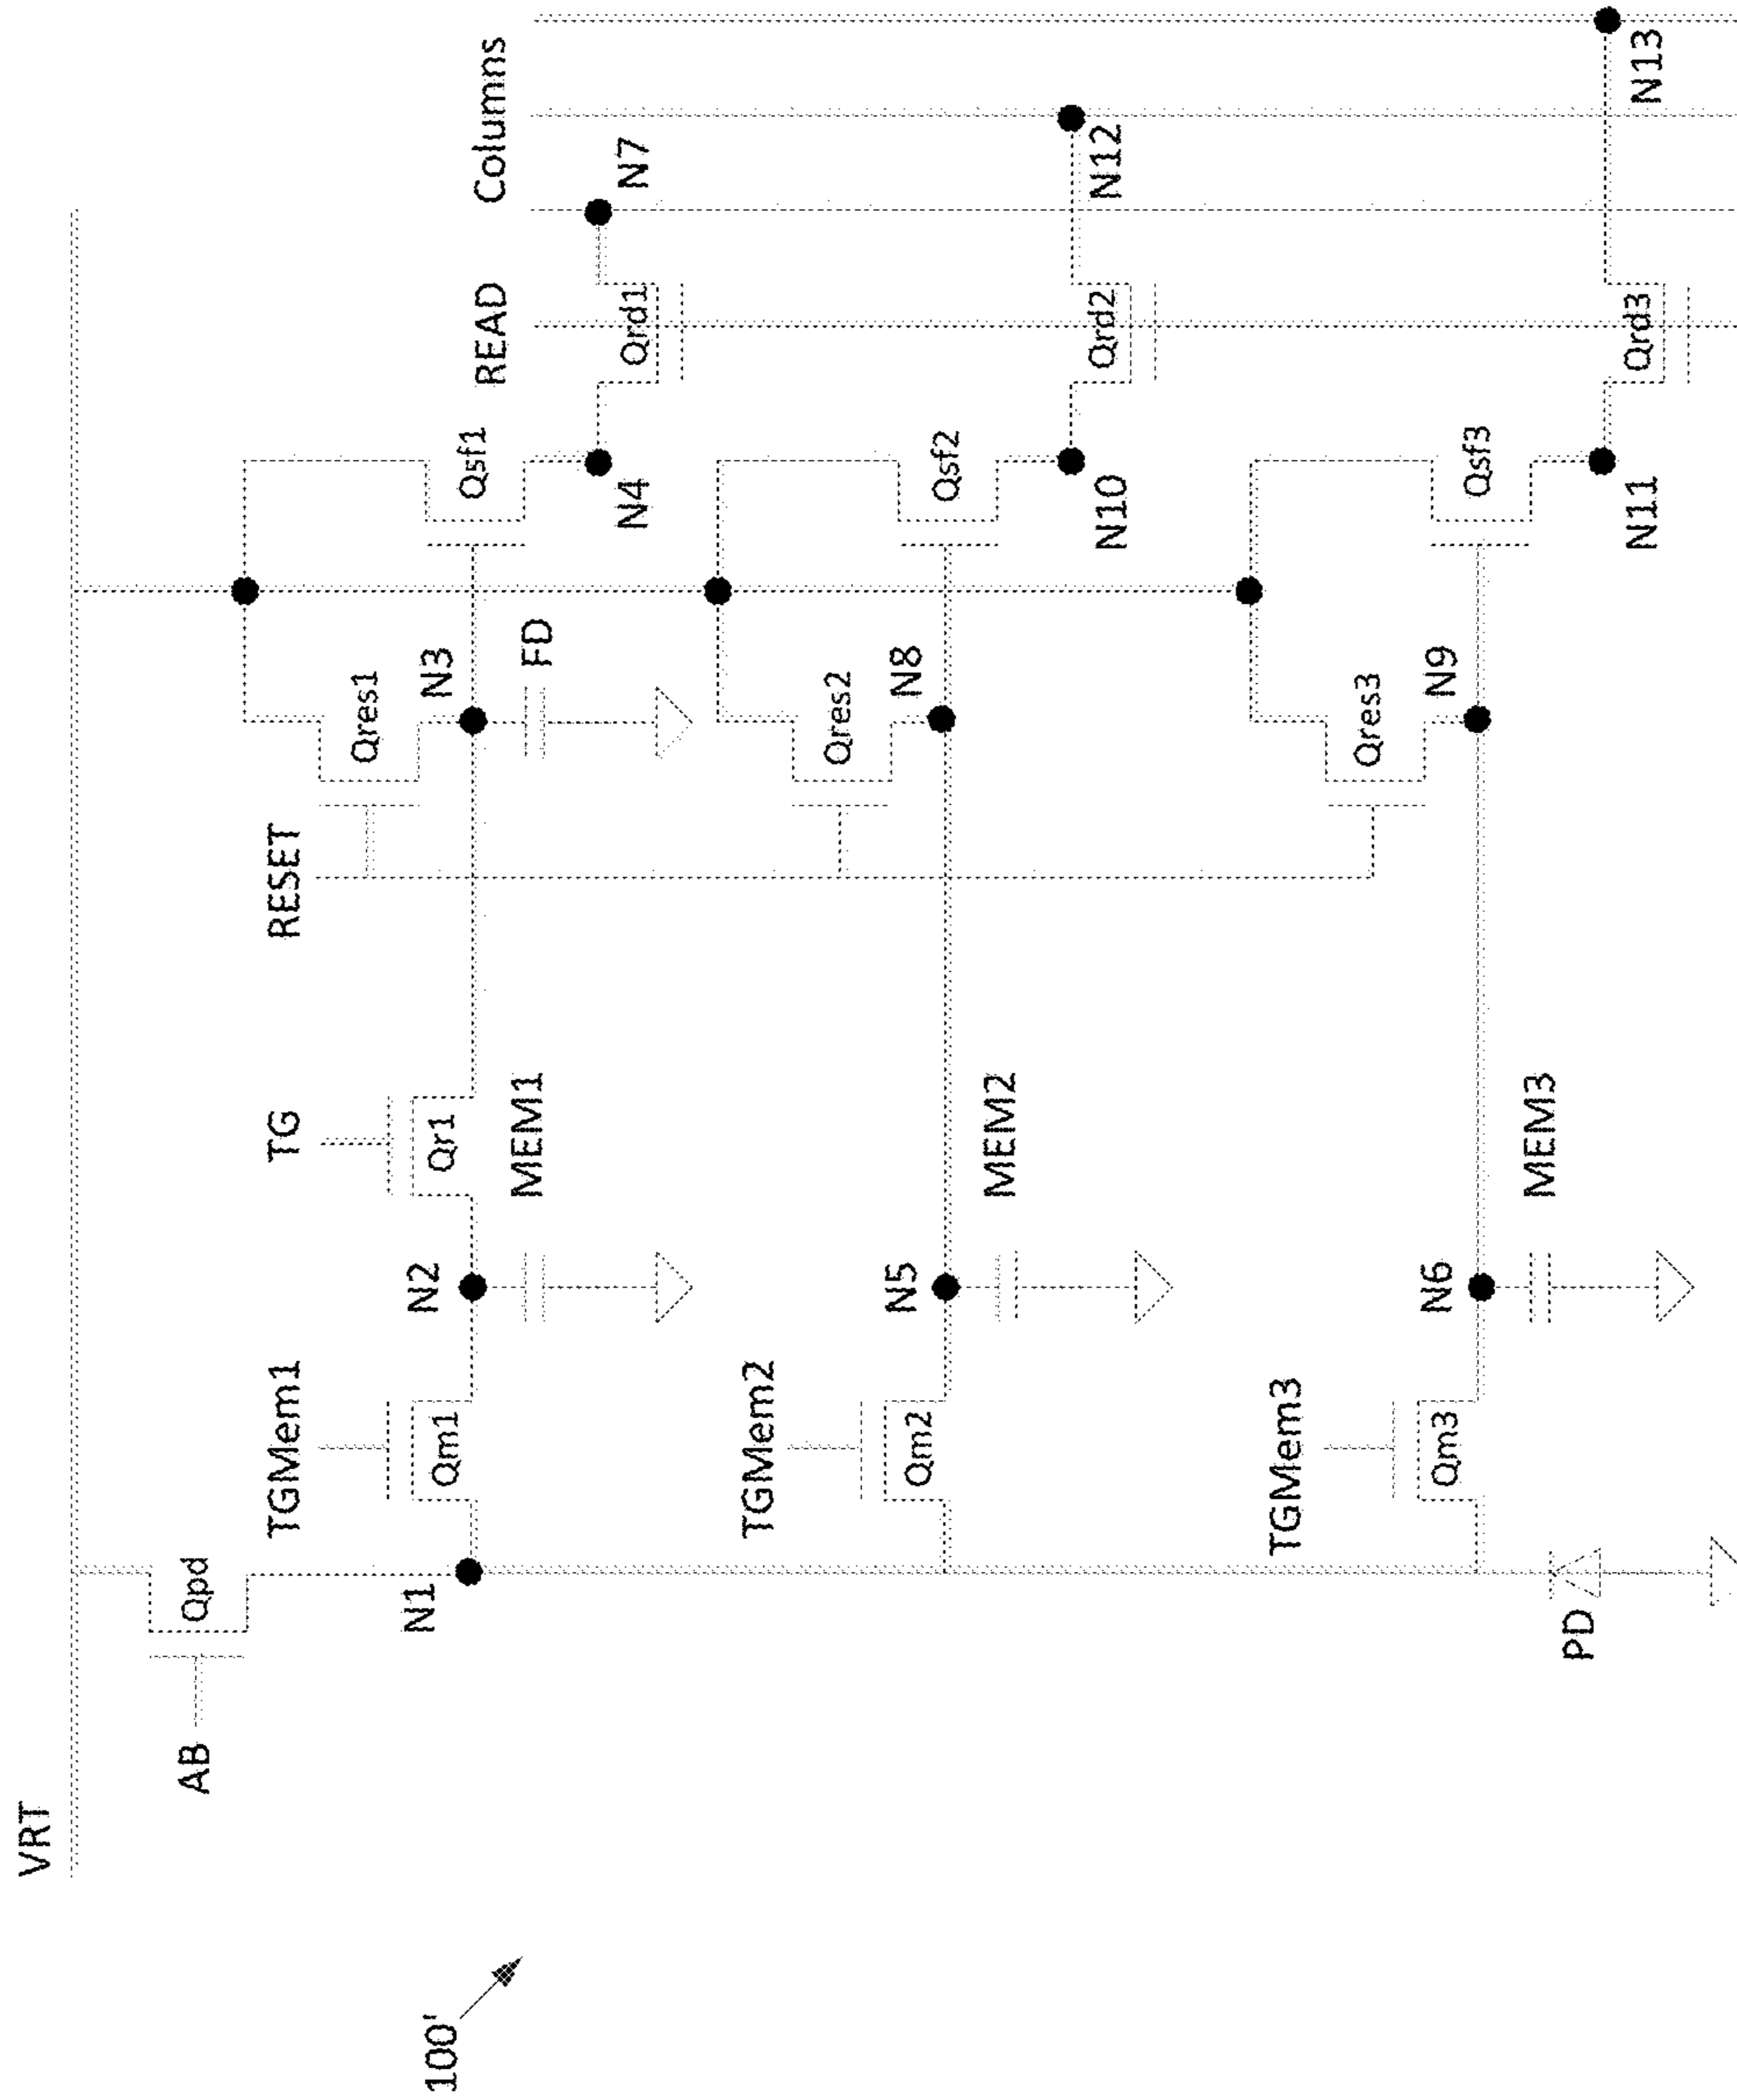 100'
VRT
AB
Qpd
N1
PD
TGMem1
Qm1
N2
MEM1
TG
Qr1
RESET
Qres1
N3
FD
Qsf1
N4
READ
Qrd1
Columns
N7
TGMem2
Qm2
N5
MEM2
Qres2
N8
Qsf2
N10
Qrd2
N12
TGMem3
Qm3
N6
MEM3
Qres3
N9
Qsf3
N11
Qrd3
N13